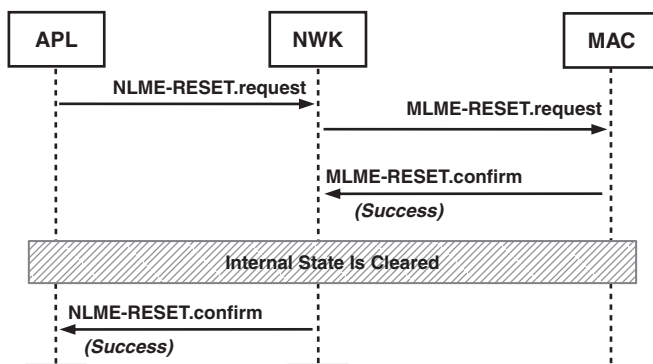 APL
NWK
MAC
NLME-RESET.request
MLME-RESET.request
MLME-RESET.confirm
(Success)
Internal State Is Cleared
NLME-RESET.confirm
(Success)